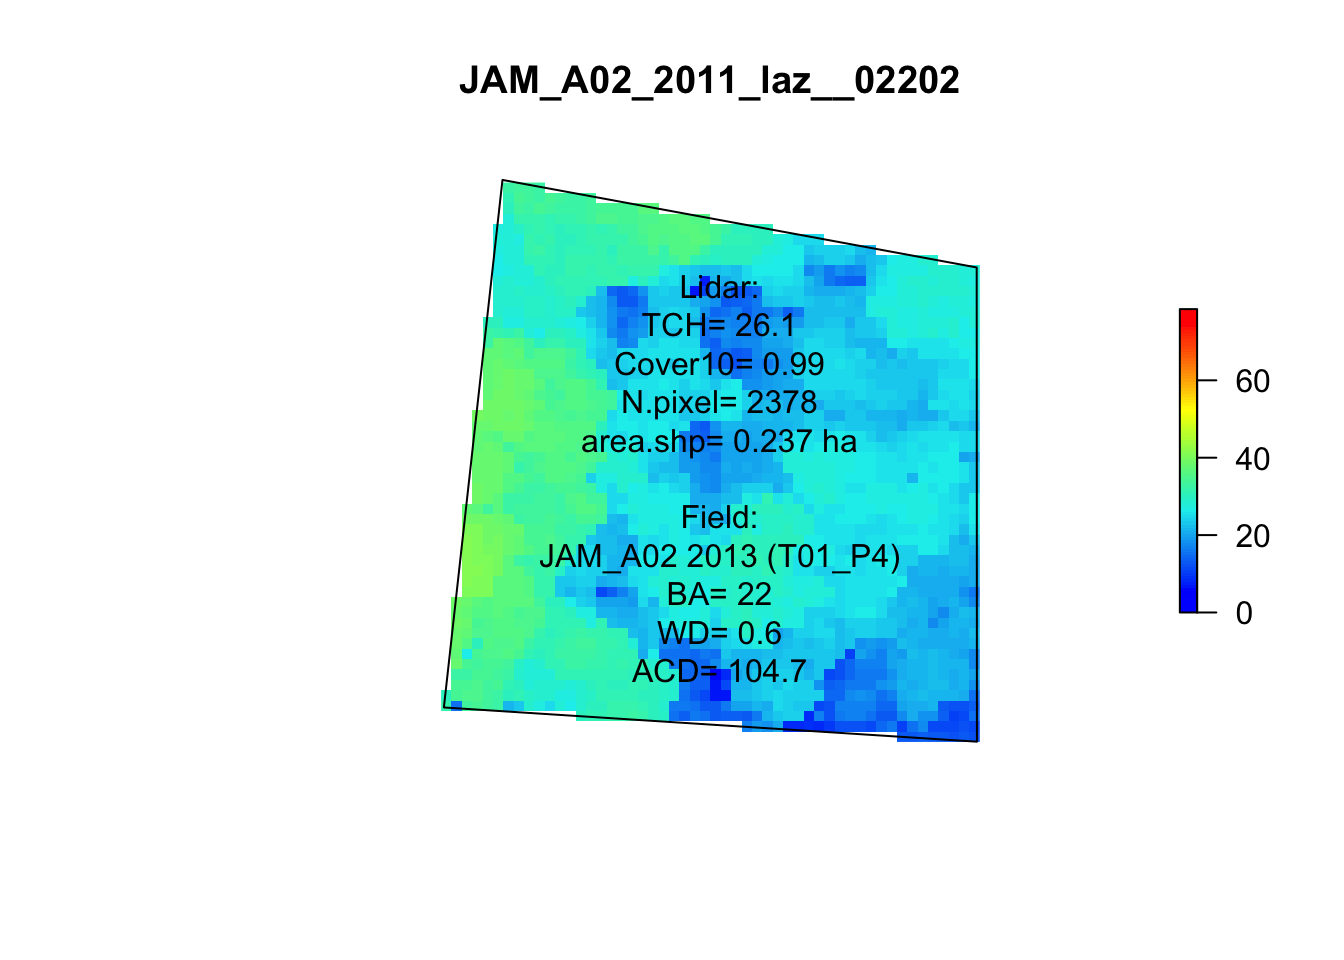 JAM_A02_2011_laz__02202
Lidar:
TCH= 26.1
Cover10= 0.99
N.pixel= 2378
area.shp= 0.237 ha
Field:
JAM_A02 2013 (T01_P4)
BA= 22
WD= 0.6
ACD= 104.7
60
40
20
0